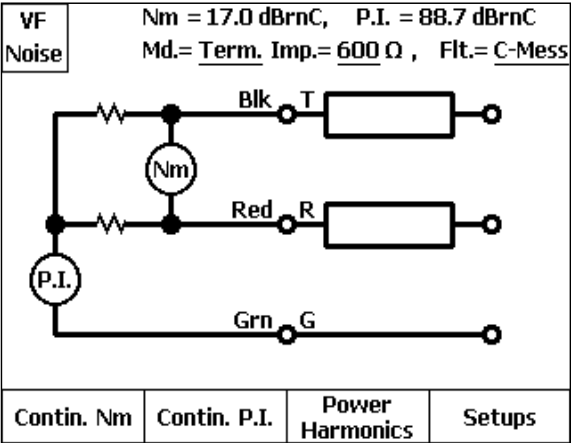 VF
Noise
Nm = 17.0 dBrnC, P.I. = 88.7 dBrnC
Md.= Term. Imp.= 600 Ω , Flt.= C-Mess
Blk T
Nm
Red R
P.I.
Grn G
Contin. Nm
Contin. P.I.
Power
Harmonics
Setups